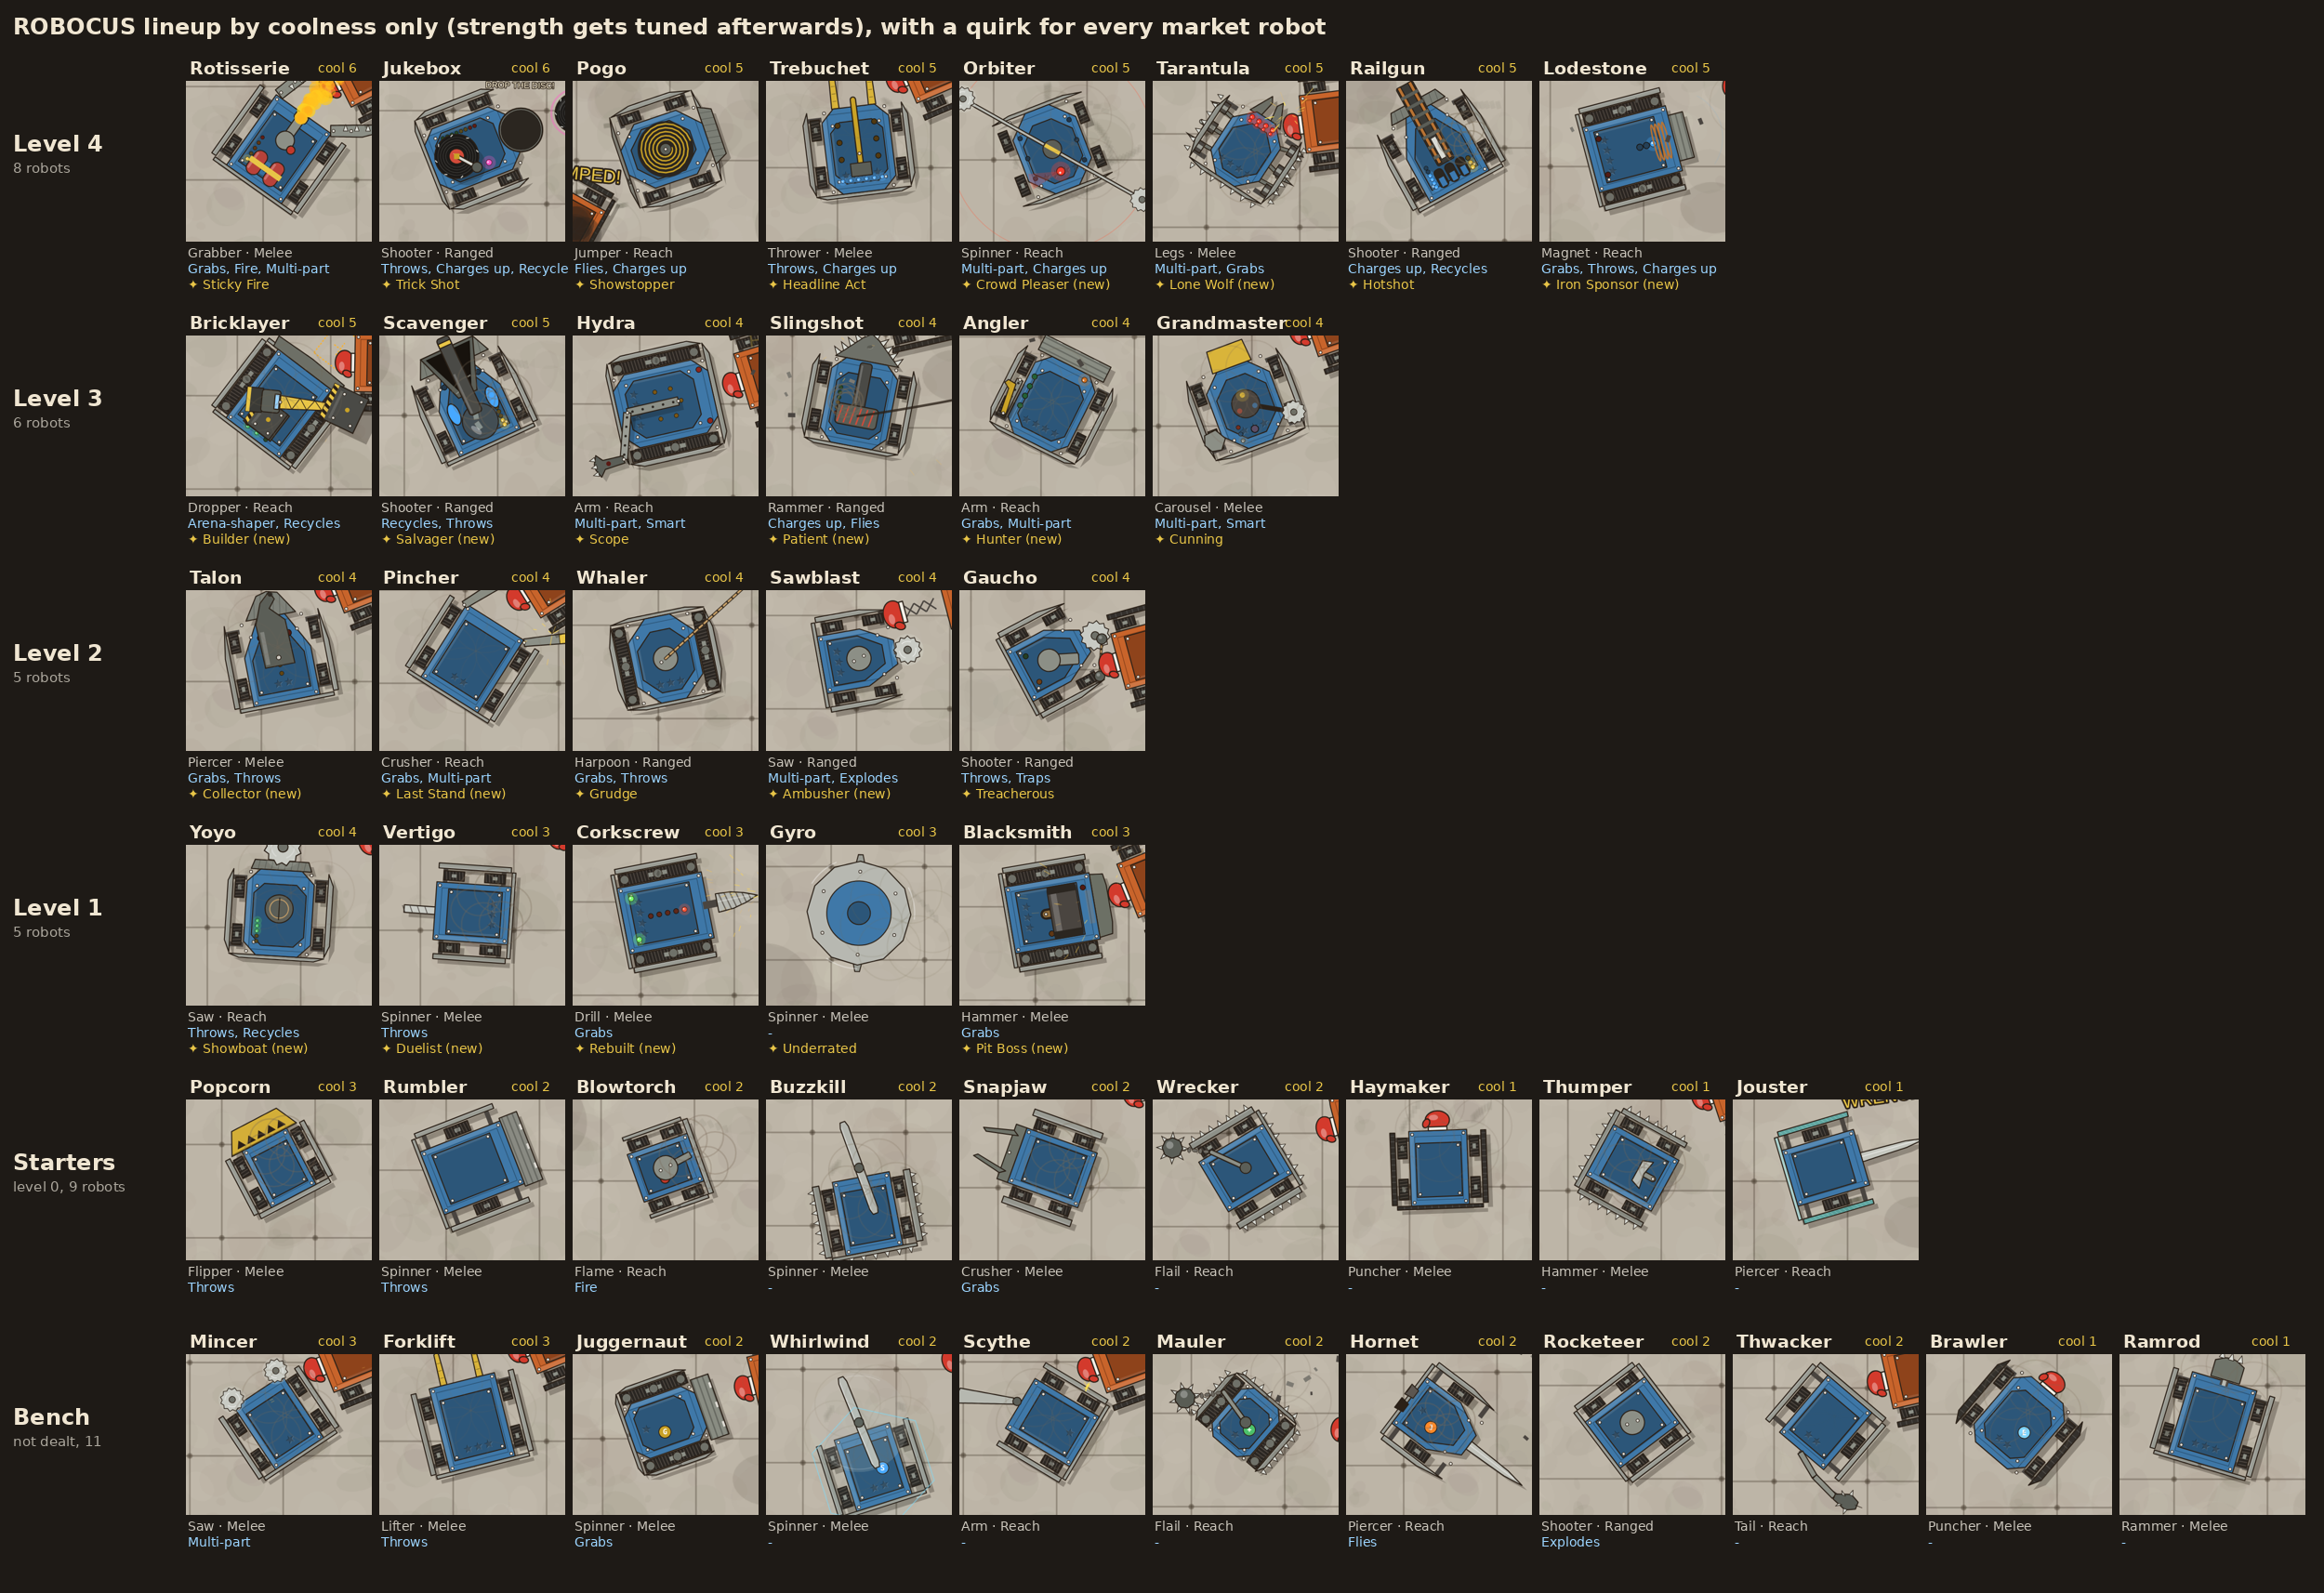 ROBOCUS lineup by coolness only (strength gets tuned afterwards), with a quirk for every market robot
Level 4
8 robots
Rotisserie cool 6
Grabber · Melee
Grabs, Fire, Multi-part
✦ Sticky Fire
Jukebox cool 6
DROP THE DISC!
Shooter · Ranged
Throws, Charges up, Recycle
✦ Trick Shot
Pogo cool 5
MPED!
Jumper · Reach
Flies, Charges up
✦ Showstopper
Trebuchet cool 5
Thrower · Melee
Throws, Charges up
✦ Headline Act
Orbiter cool 5
Spinner · Reach
Multi-part, Charges up
✦ Crowd Pleaser (new)
Tarantula cool 5
Legs · Melee
Multi-part, Grabs
✦ Lone Wolf (new)
Railgun cool 5
Shooter · Ranged
Charges up, Recycles
✦ Hotshot
Lodestone cool 5
Magnet · Reach
Grabs, Throws, Charges up
✦ Iron Sponsor (new)
Level 3
6 robots
Bricklayer cool 5
Dropper · Reach
Arena-shaper, Recycles
✦ Builder (new)
Scavenger cool 5
Shooter · Ranged
Recycles, Throws
✦ Salvager (new)
Hydra cool 4
Arm · Reach
Multi-part, Smart
✦ Scope
Slingshot cool 4
Rammer · Ranged
Charges up, Flies
✦ Patient (new)
Angler cool 4
Arm · Reach
Grabs, Multi-part
✦ Hunter (new)
Grandmaster cool 4
Carousel · Melee
Multi-part, Smart
✦ Cunning
Level 2
5 robots
Talon cool 4
Piercer · Melee
Grabs, Throws
✦ Collector (new)
Pincher cool 4
Crusher · Reach
Grabs, Multi-part
✦ Last Stand (new)
Whaler cool 4
Harpoon · Ranged
Grabs, Throws
✦ Grudge
Sawblast cool 4
Saw · Ranged
Multi-part, Explodes
✦ Ambusher (new)
Gaucho cool 4
Shooter · Ranged
Throws, Traps
✦ Treacherous
Level 1
5 robots
Yoyo cool 4
Saw · Reach
Throws, Recycles
✦ Showboat (new)
Vertigo cool 3
Spinner · Melee
Throws
✦ Duelist (new)
Corkscrew cool 3
Drill · Melee
Grabs
✦ Rebuilt (new)
Gyro cool 3
Spinner · Melee
-
✦ Underrated
Blacksmith cool 3
Hammer · Melee
Grabs
✦ Pit Boss (new)
Starters
level 0, 9 robots
Popcorn cool 3
Flipper · Melee
Throws
Rumbler cool 2
Spinner · Melee
Throws
Blowtorch cool 2
Flame · Reach
Fire
Buzzkill cool 2
Spinner · Melee
-
Snapjaw cool 2
Crusher · Melee
Grabs
Wrecker cool 2
Flail · Reach
-
Haymaker cool 1
Puncher · Melee
-
Thumper cool 1
Hammer · Melee
-
Jouster cool 1
Piercer · Reach
-
Bench
not dealt, 11
Mincer cool 3
Saw · Melee
Multi-part
Forklift cool 3
Lifter · Melee
Throws
Juggernaut cool 2
Spinner · Melee
Grabs
Whirlwind cool 2
Spinner · Melee
-
Scythe cool 2
Arm · Reach
-
Mauler cool 2
Flail · Reach
-
Hornet cool 2
Piercer · Reach
Flies
Rocketeer cool 2
Shooter · Ranged
Explodes
Thwacker cool 2
Tail · Reach
-
Brawler cool 1
Puncher · Melee
-
Ramrod cool 1
Rammer · Melee
-